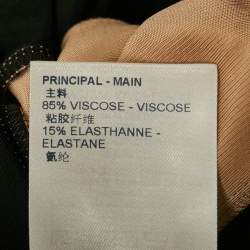 PRINCIPAL - MAIN
主料
85% VISCOSE - VISCOSE
粘胶纤维
15% ELASTHANNE -
ELASTANE
氨纶